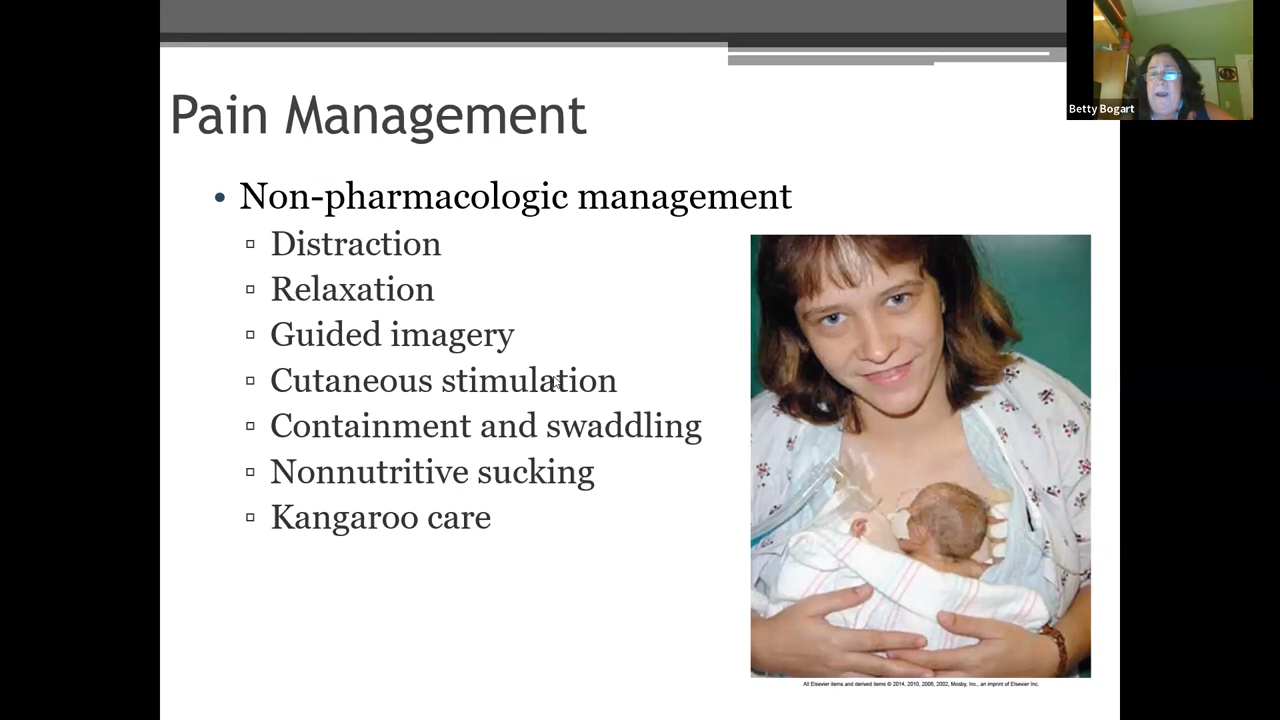 Betty Bogart
Pain Management
• Non-pharmacologic management
▫ Distraction
▫ Relaxation
▫ Guided imagery
▫ Cutaneous stimulation
▫ Containment and swaddling
▫ Nonnutritive sucking
▫ Kangaroo care
All Elsevier items and derived items © 2014, 2010, 2006, 2002, Mosby, Inc., an imprint of Elsevier Inc.